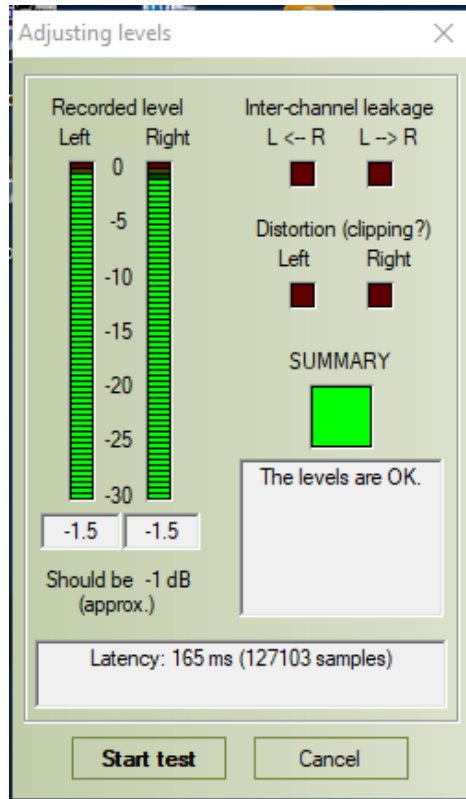 Adjusting levels
Recorded level
Left Right
0
-5
-10
-15
-20
-25
-30
-1.5 -1.5
Should be -1 dB
(approx.)
Inter-channel leakage
L <-- R L --> R
Distortion (clipping?)
Left Right
SUMMARY
The levels are OK.
Latency: 165 ms (127103 samples)
Start test Cancel